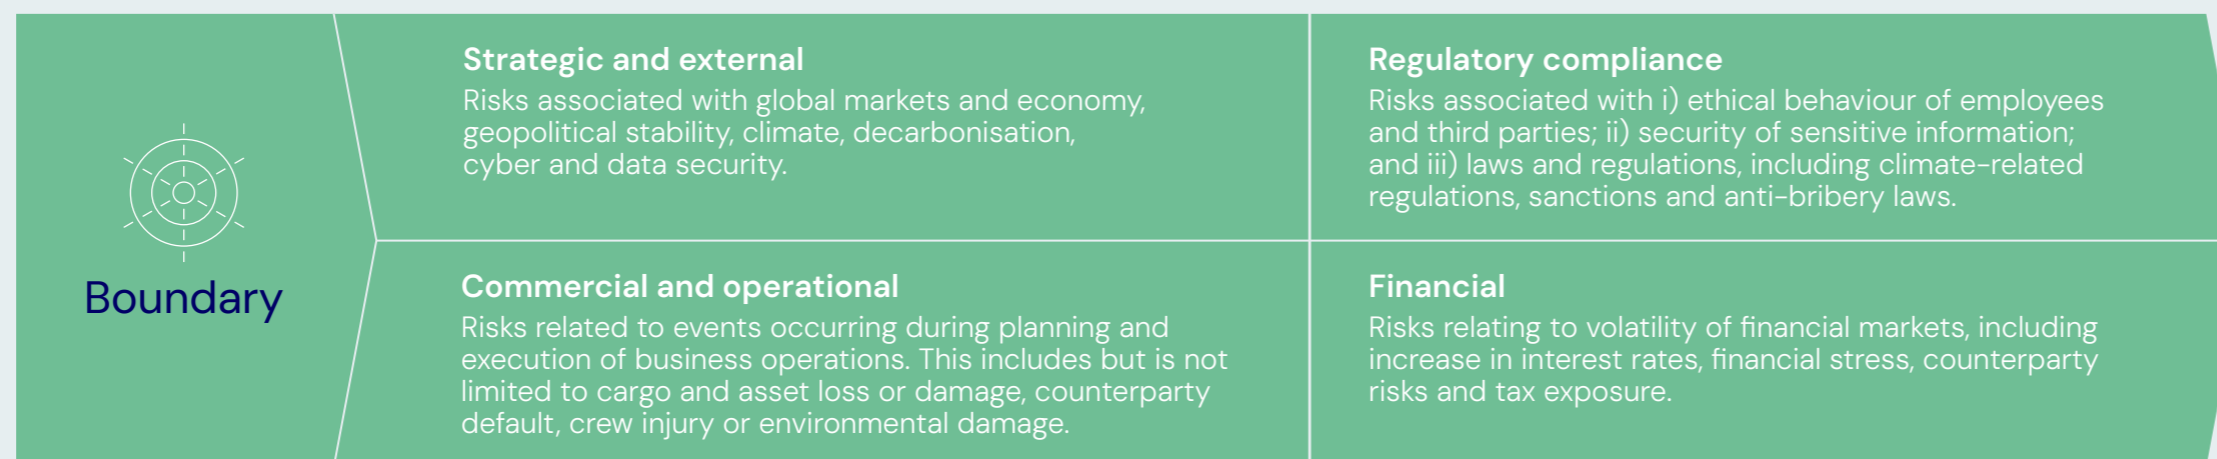 Boundary
Strategic and external
Risks associated with global markets and economy,
geopolitical stability, climate, decarbonisation,
cyber and data security.
Regulatory compliance
Risks associated with i) ethical behaviour of employees
and third parties; ii) security of sensitive information;
and iii) laws and regulations, including climate-related
regulations, sanctions and anti-bribery laws.
Commercial and operational
Risks related to events occurring during planning and
execution of business operations. This includes but is not
limited to cargo and asset loss or damage, counterparty
default, crew injury or environmental damage.
Financial
Risks relating to volatility of financial markets, including
increase in interest rates, financial stress, counterparty
risks and tax exposure.